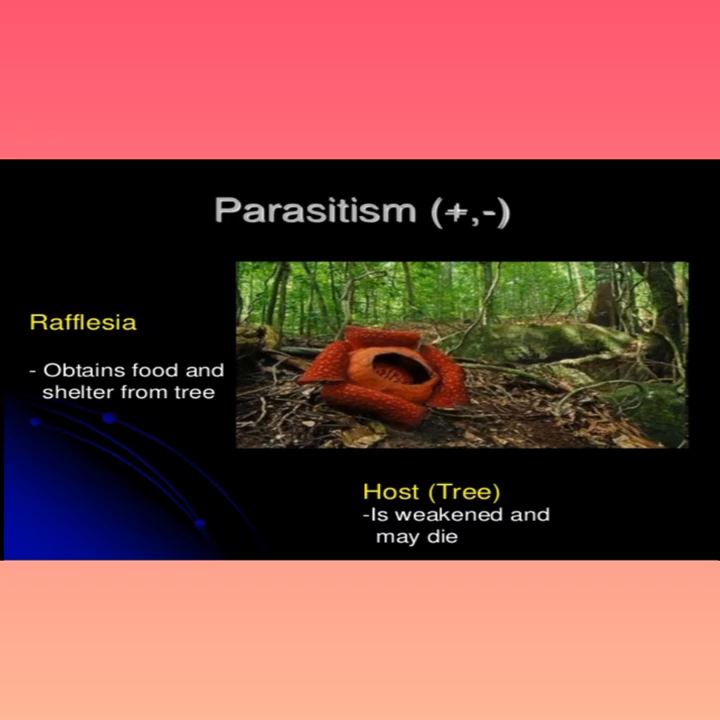 Parasitism (+,-)
Rafflesia
- Obtains food and
shelter from tree
Host (Tree)
-Is weakened and
may die